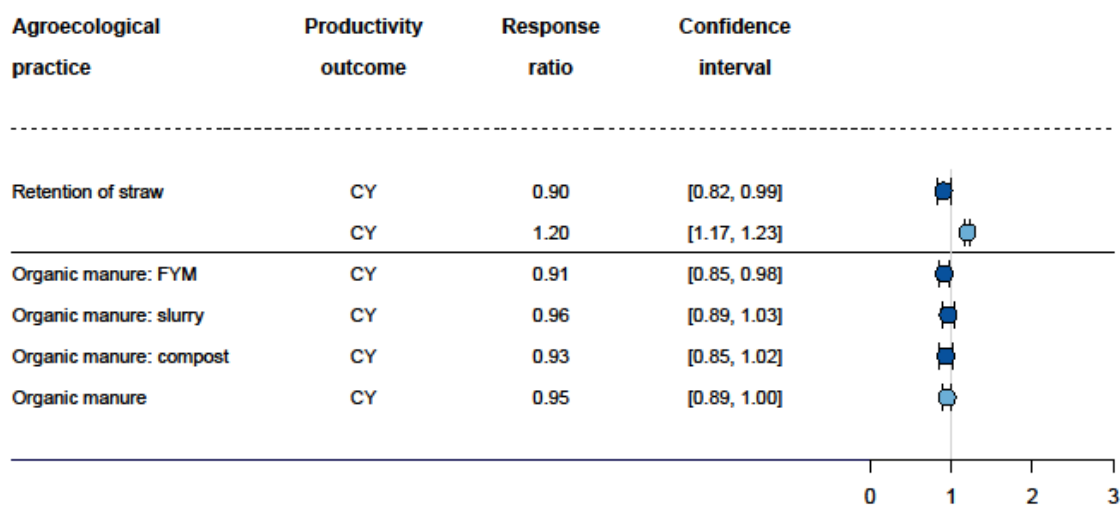 Agroecological Productivity Response Confidence
practice outcome ratio interval
Retention of straw CY 0.90 [0.82, 0.99]
CY 1.20 [1.17, 1.23]
Organic manure: FYM CY 0.91 [0.85, 0.98]
Organic manure: slurry CY 0.96 [0.89, 1.03]
Organic manure: compost CY 0.93 [0.85, 1.02]
Organic manure CY 0.95 [0.89, 1.00]
0 1 2 3